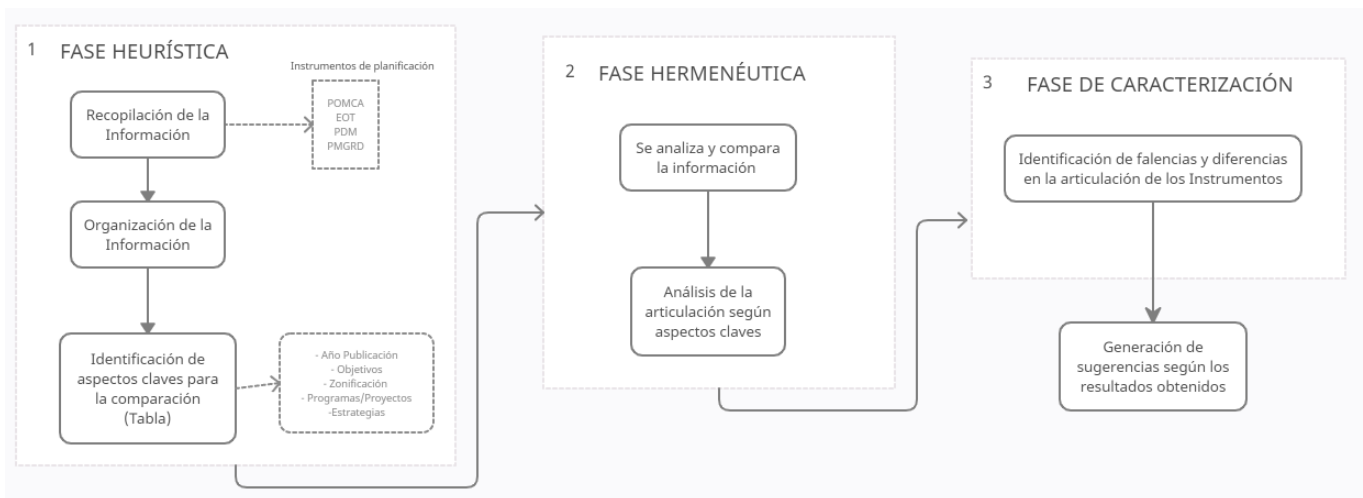 1 FASE HEURÍSTICA
Instrumentos de planificación
Recopilación de la
Información
POMCA
EOT
PDM
PMGRD
Organización de la
Información
Identificación de
aspectos claves para
la comparación
(Tabla)
- Año Publicación
- Objetivos
- Zonificación
- Programas/Proyectos
-Estrategias
2 FASE HERMENÉUTICA
Se analiza y compara
la información
Análisis de la
articulación según
aspectos claves
3 FASE DE CARACTERIZACIÓN
Identificación de falencias y diferencias
en la articulación de los Instrumentos
Generación de
sugerencias según los
resultados obtenidos